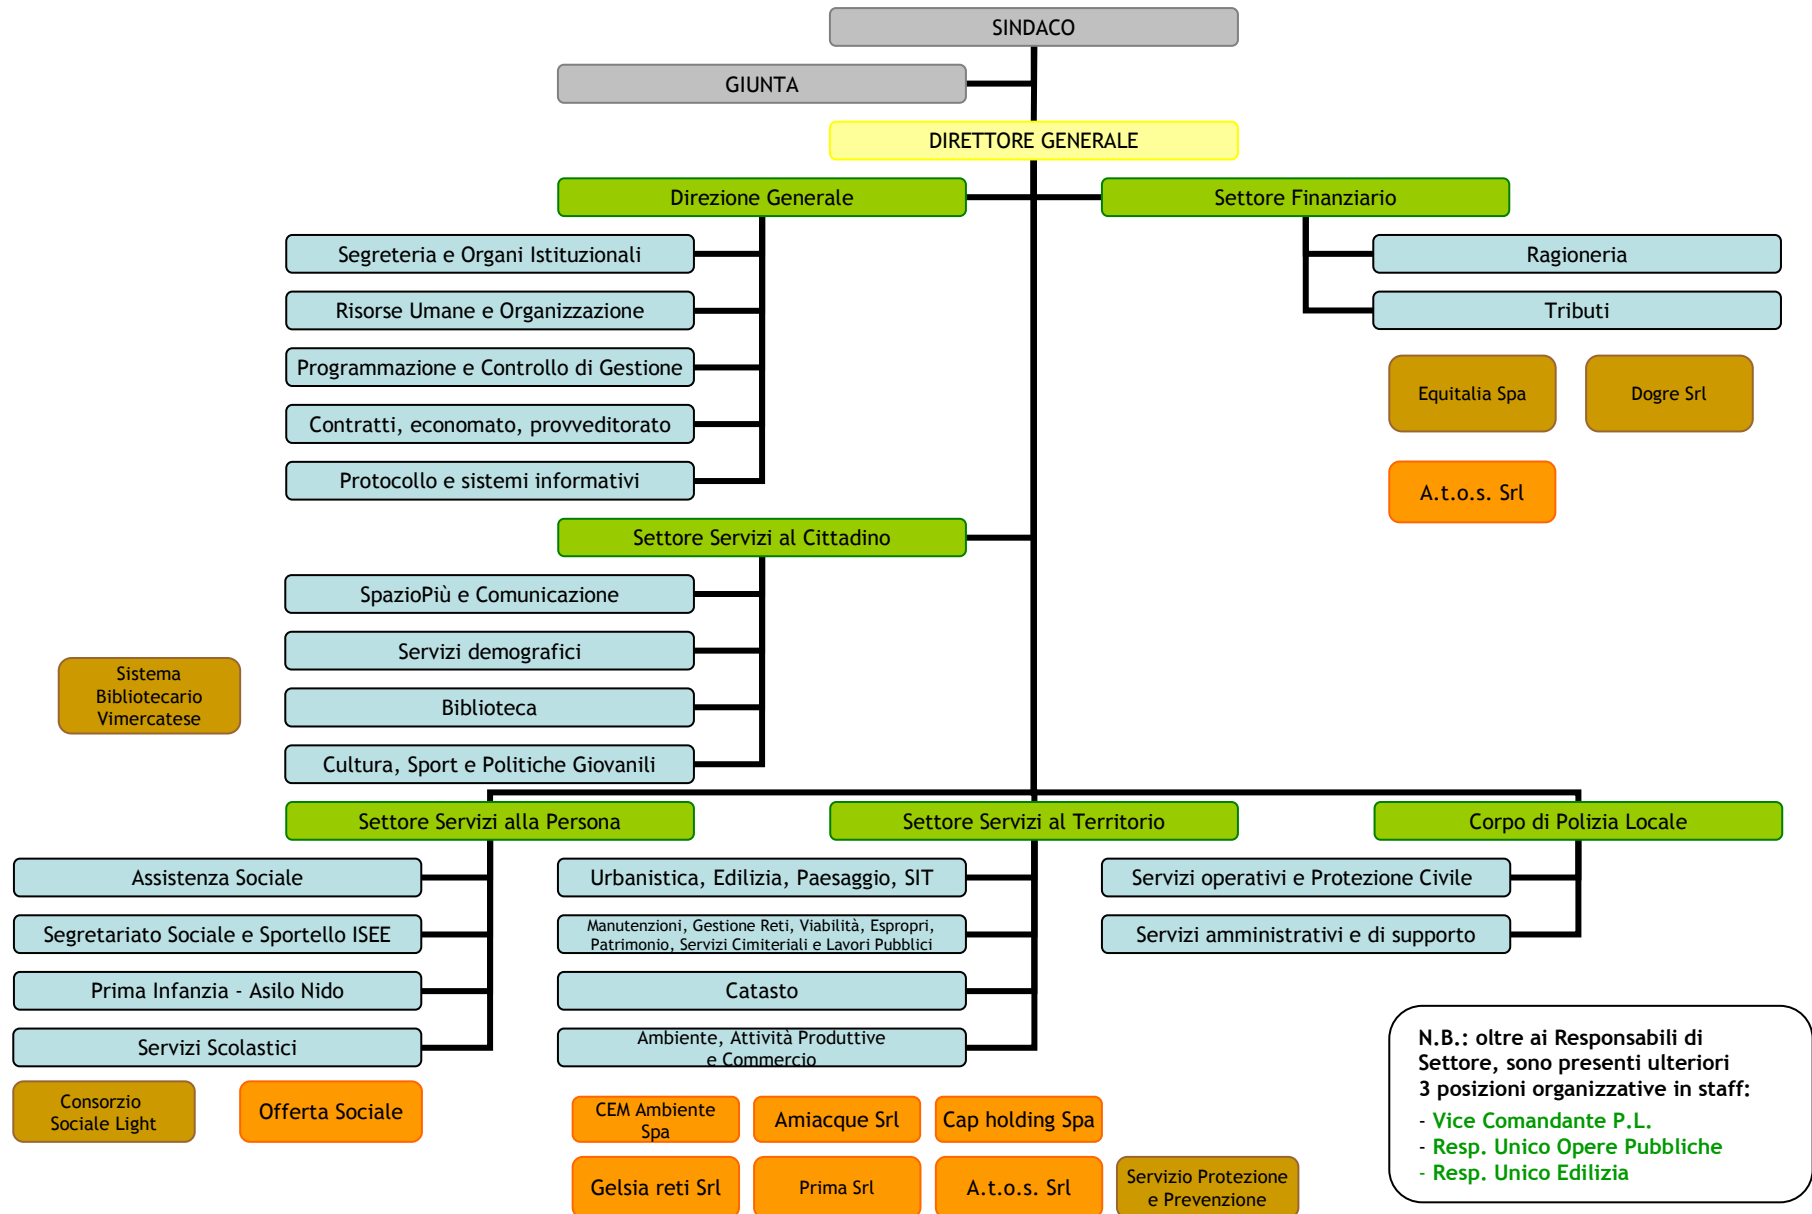 SINDACO
GIUNTA
DIRETTORE GENERALE
Direzione Generale
Settore Finanziario
Segreteria e Organi Istituzionali
Ragioneria
Risorse Umane e Organizzazione
Tributi
Programmazione e Controllo di Gestione
Equitalia Spa
Dogre Srl
Contratti, economato, provveditorato
Protocollo e sistemi informativi
A.t.o.s. Srl
Settore Servizi al Cittadino
SpazioPiù e Comunicazione
Servizi demografici
Sistema
Bibliotecario
Vimercatese
Biblioteca
Cultura, Sport e Politiche Giovanili
Settore Servizi alla Persona
Settore Servizi al Territorio
Corpo di Polizia Locale
Assistenza Sociale
Segretariato Sociale e Sportello ISEE
Prima Infanzia - Asilo Nido
Servizi Scolastici
Consorzio
Sociale Light
Offerta Sociale
Urbanistica, Edilizia, Paesaggio, SIT
Manutenzioni, Gestione Reti, Viabilità, Espropri,
Patrimonio, Servizi Cimiteriali e Lavori Pubblici
Catasto
Ambiente, Attività Produttive
e Commercio
CEM Ambiente
Spa
Amiacque Srl
Cap holding Spa
Gelsia reti Srl
Prima Srl
A.t.o.s. Srl
Servizio Protezione
e Prevenzione
Servizi operativi e Protezione Civile
Servizi amministrativi e di supporto
N.B.: oltre ai Responsabili di
Settore, sono presenti ulteriori
3 posizioni organizzative in staff:
- Vice Comandante P.L.
- Resp. Unico Opere Pubbliche
- Resp. Unico Edilizia